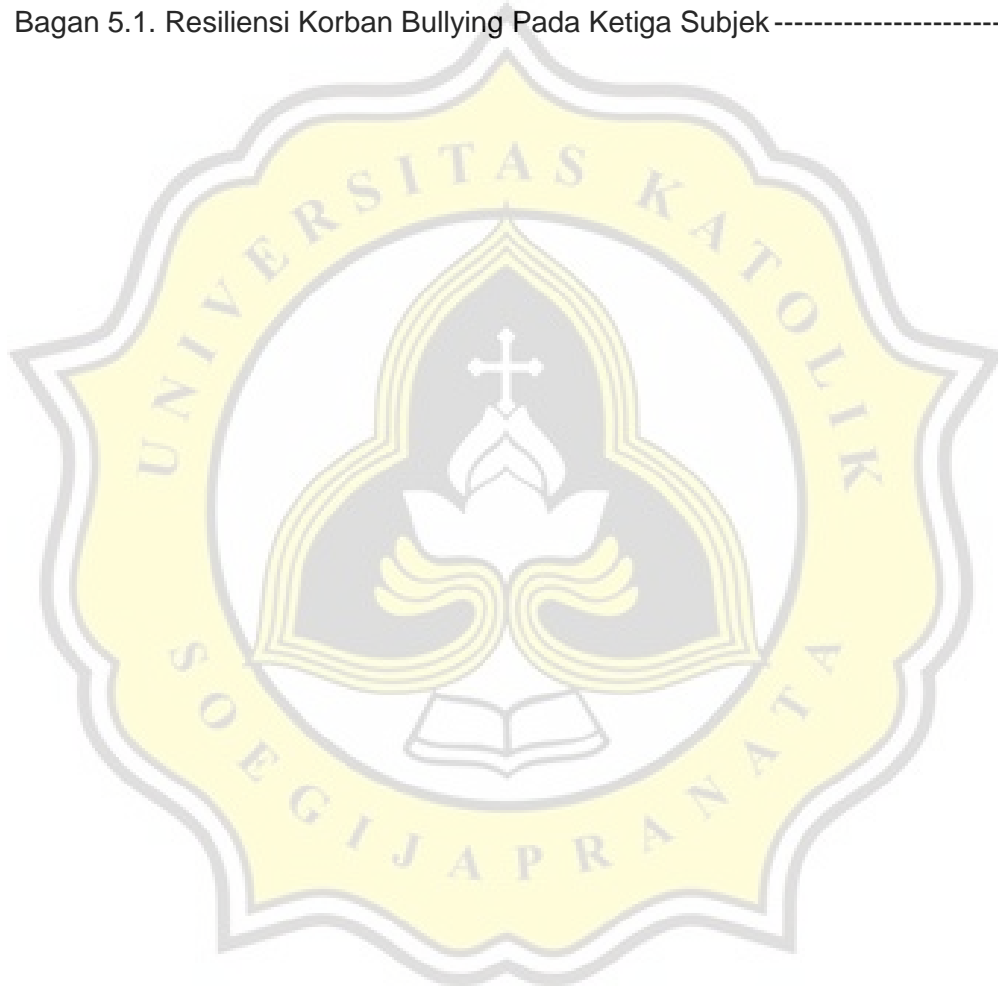 Bagan 5.1. Resiliensi Korban Bullying Pada Ketiga Subjek-----------------------
UNIVERSITAS KATOLIK
SOEGIJAPRANATA